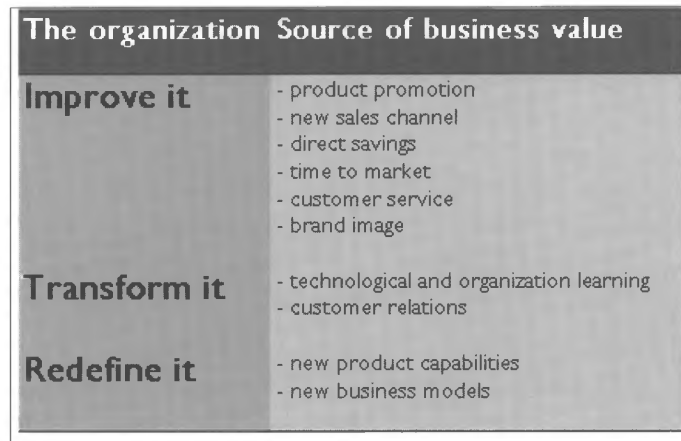 The organization Source of business value
Improve it - product promotion
- new sales channel
- direct savings
- time to market
- customer service
- brand image
Transform it - technological and organization learning
- customer relations
Redefine it - new product capabilities
- new business models